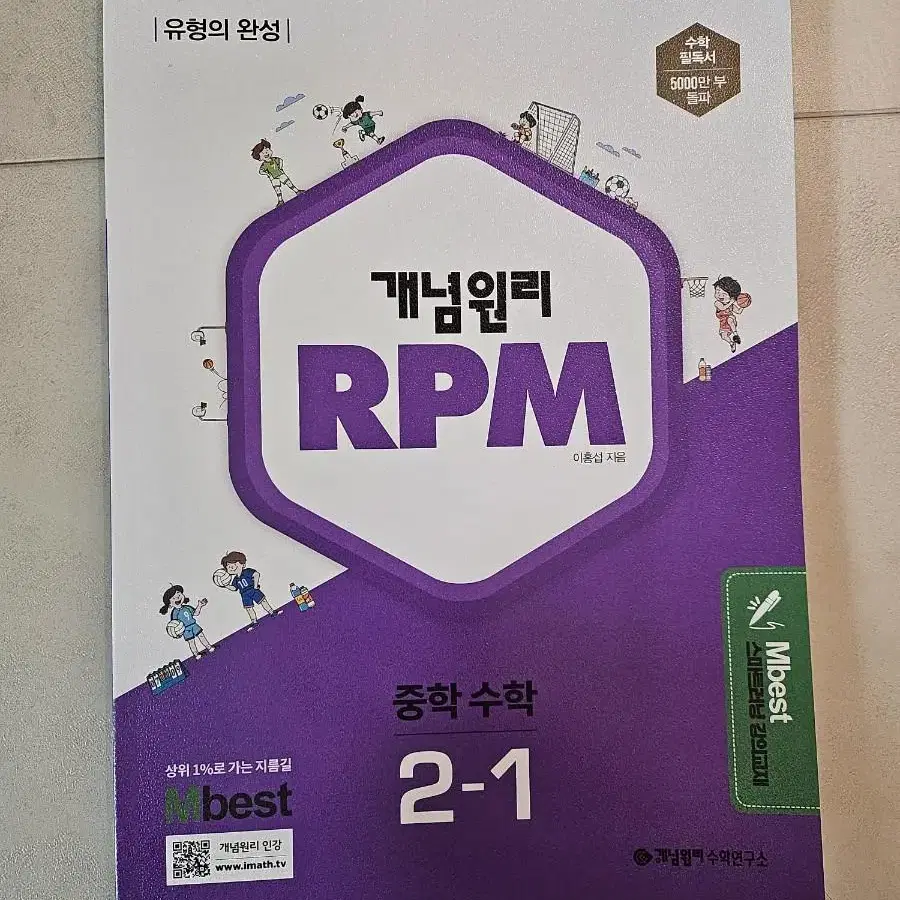 유형의 완성
수학
필독서
5000만 부
돌파
개념원리
RPM
이홍섭 지음
Mbest
스마트러닝 강의교재
중학 수학
2-1
상위 1%로 가는 지름길
Mbest
개념원리 인강
www.imath.tv
개념원리 수학연구소